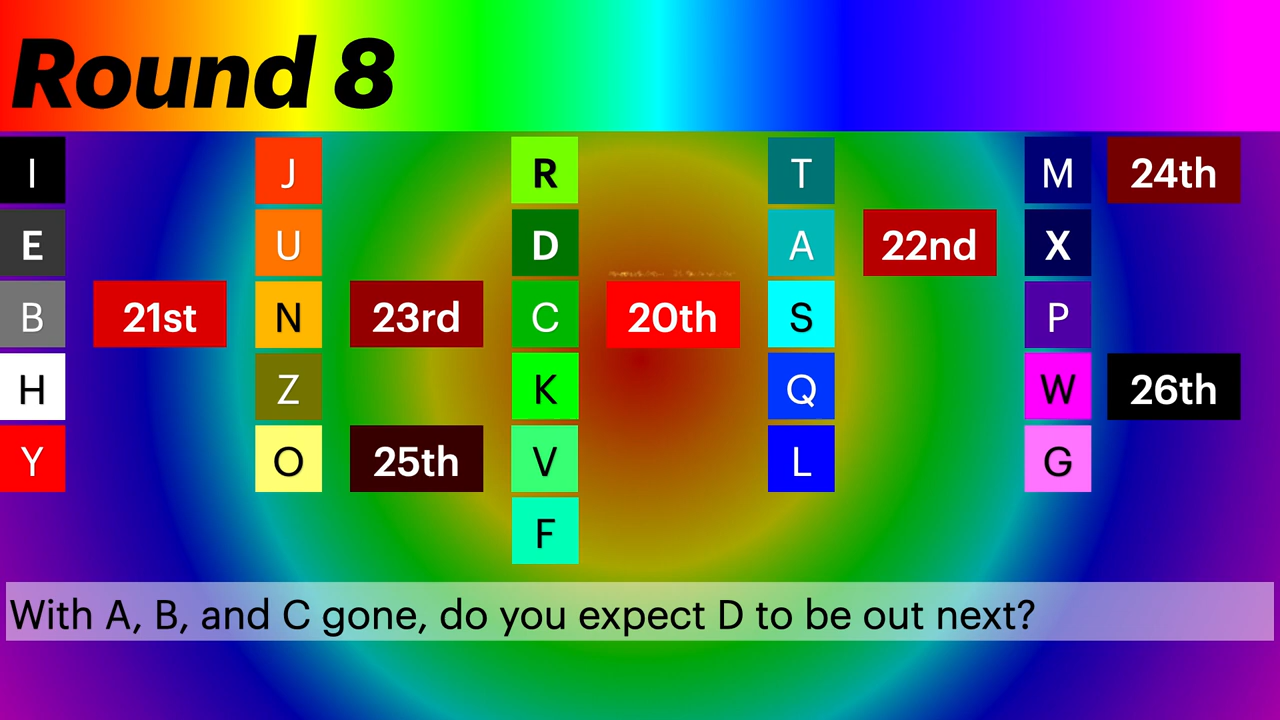 Round 8
I J R T M 24th
E U D A 22nd X
B 21st N 23rd C 20th S P
H Z K Q W 26th
Y O 25th V L G
F
With A, B, and C gone, do you expect D to be out next?